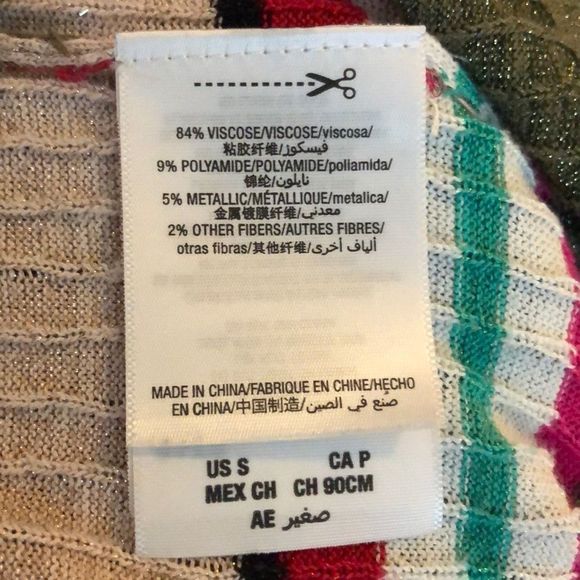 84% VISCOSE/VISCOSE/viscosa/
粘胶纤维/فيسكوز/
9% POLYAMIDE/POLYAMIDE/poliamida/
锦纶/نايلون/
5% METALLIC/MÉTALLIQUE/metalica/
金属镀膜纤维/معدني/
2% OTHER FIBERS/AUTRES FIBRES/
otras fibras/其他纤维/ألياف أخرى/
MADE IN CHINA/FABRIQUE EN CHINE/HECHO
EN CHINA/中国制造/صُنع في الصين/
US S CA P
MEX CH CH 90CM
AE صغير